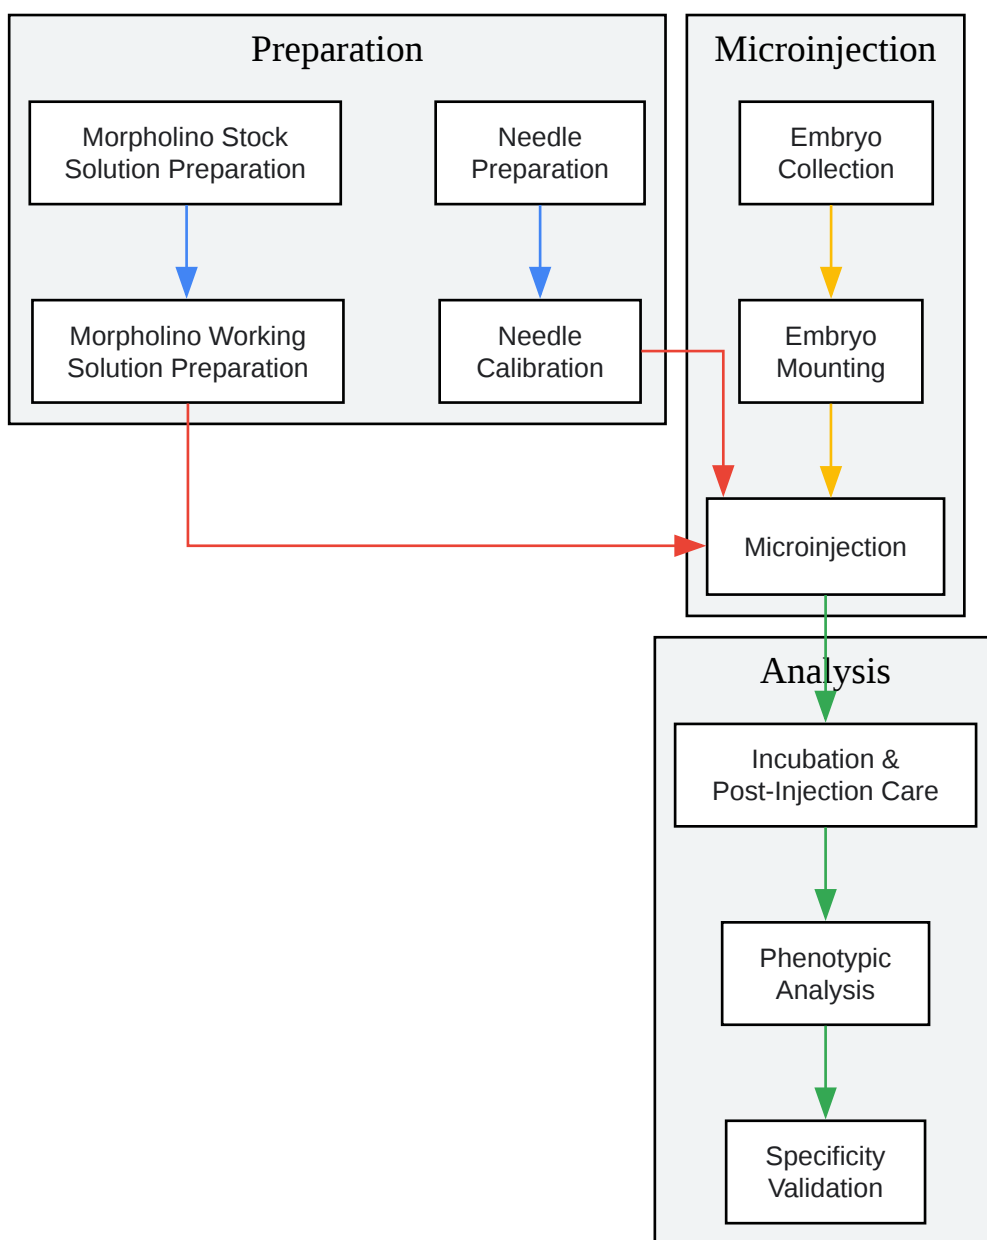 Preparation
Morpholino Stock
Solution Preparation
Needle
Preparation
Morpholino Working
Solution Preparation
Needle
Calibration
Microinjection
Embryo
Collection
Embryo
Mounting
Microinjection
Analysis
Incubation &
Post-Injection Care
Phenotypic
Analysis
Specificity
Validation